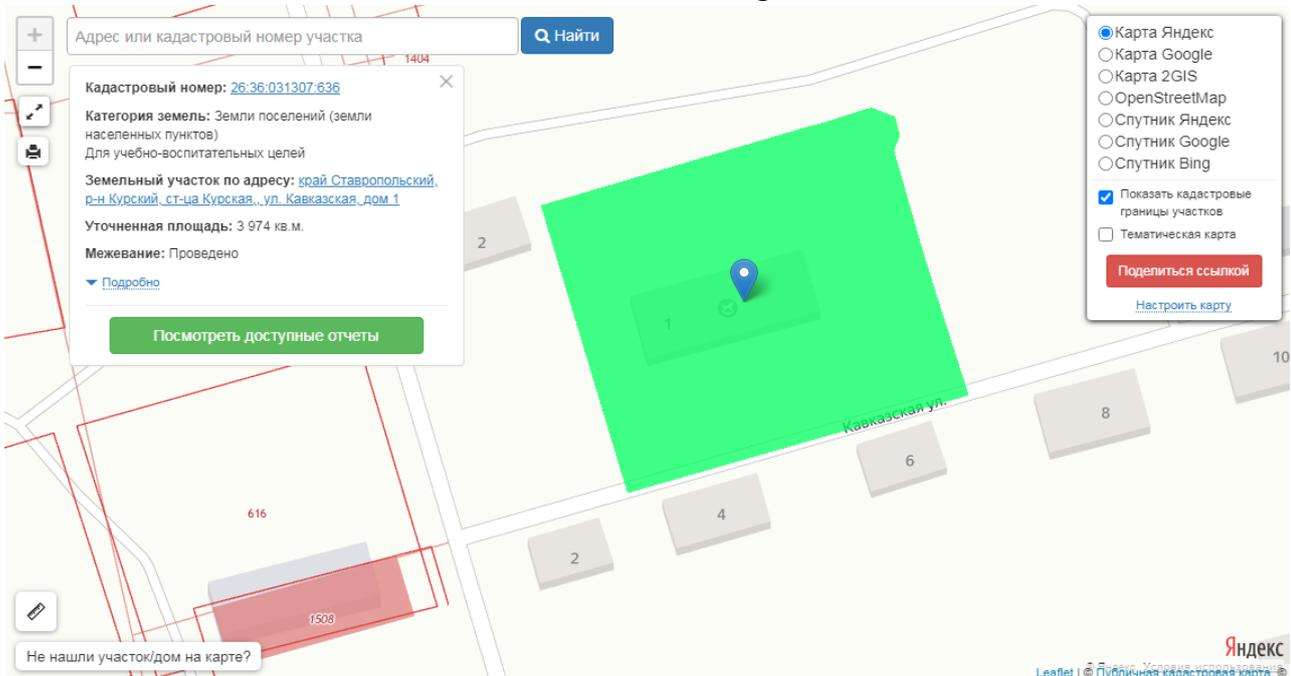 +
Адрес или кадастровый номер участка
Найти
−
1404
Кадастровый номер: 26:36:031307:636
Категория земель: Земли поселений (земли
населенных пунктов)
Для учебно-воспитательных целей
Земельный участок по адресу: край Ставропольский,
р-н Курский, ст-ца Курская., ул. Кавказская, дом 1
Уточненная площадь: 3 974 кв.м.
Межевание: Проведено
Подробно
Посмотреть доступные отчеты
Карта Яндекс
Карта Google
Карта 2GIS
OpenStreetMap
Спутник Яндекс
Спутник Google
Спутник Bing
Показать кадастровые
границы участков
Тематическая карта
Поделиться ссылкой
Настроить карту
2
1
10
Кавказская ул.
8
6
4
2
616
1508
Не нашли участок/дом на карте?
Яндекс
© Яндекс Условия использования
Leaflet | © Публичная кадастровая карта, ©